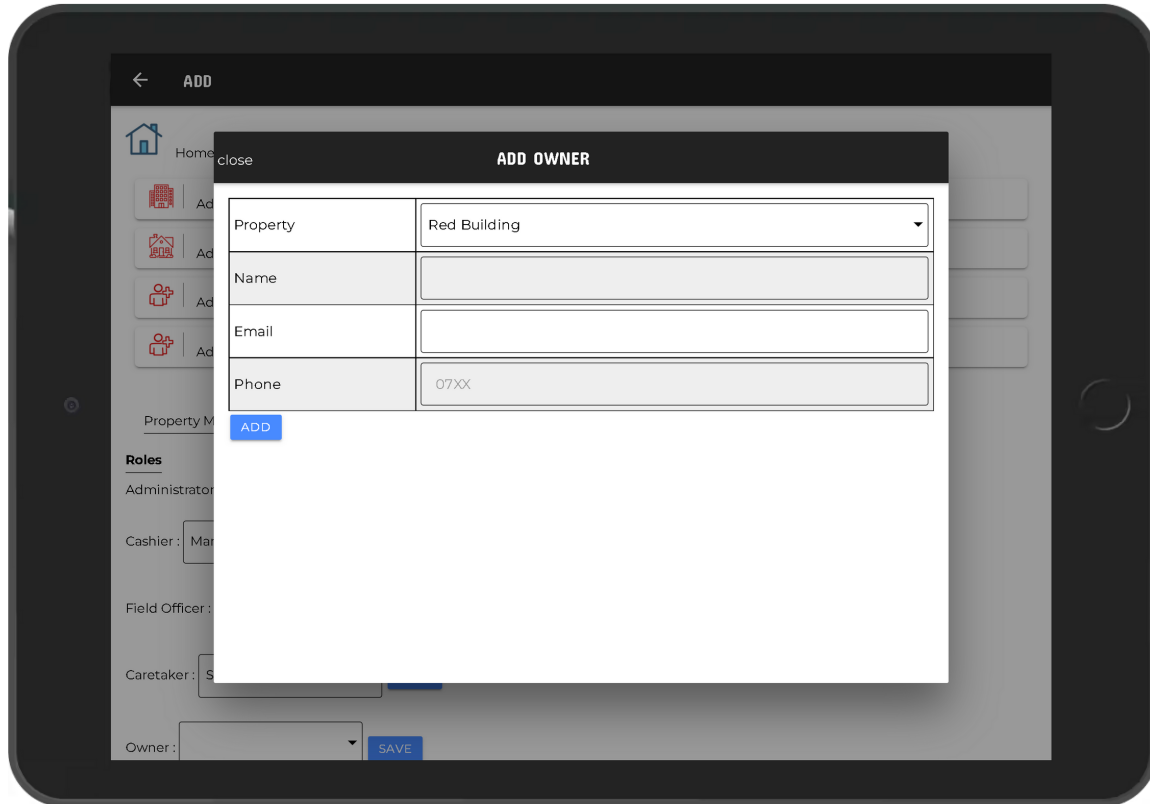 ADD
Home
close
ADD OWNER
Ad
Property
Red Building
Ad
Name
Ad
Email
Ad
Phone
07XX
Property M
ADD
Roles
Administrator
Cashier :
Mar
Field Officer :
Caretaker :
S
Owner :
SAVE